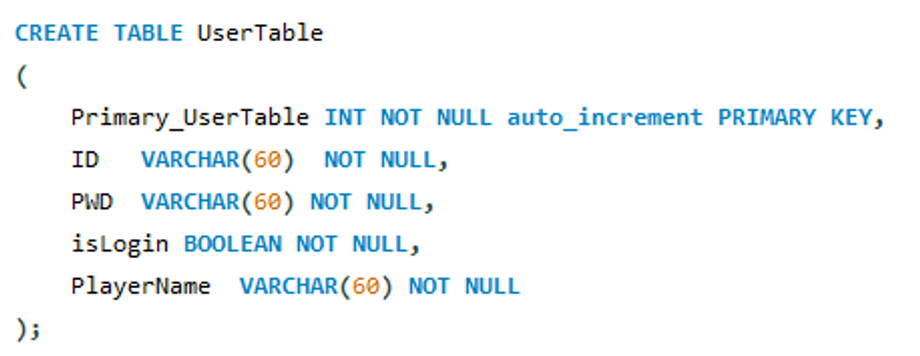 CREATE TABLE UserTable
(
    Primary_UserTable INT NOT NULL auto_increment PRIMARY KEY,
    ID   VARCHAR(60)  NOT NULL,
    PWD  VARCHAR(60) NOT NULL,
    isLogin BOOLEAN NOT NULL,
    PlayerName  VARCHAR(60) NOT NULL
);